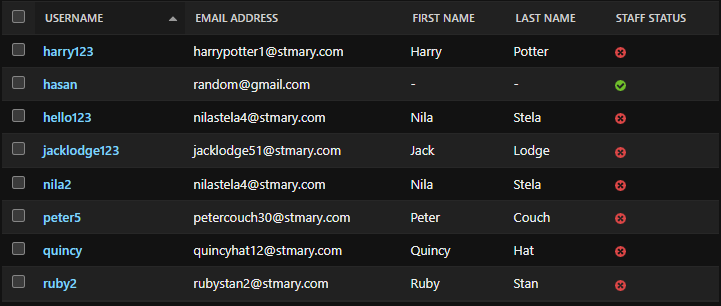 USERNAME EMAIL ADDRESS FIRST NAME LAST NAME STAFF STATUS
harry123 harrypotter1@stmary.com Harry Potter
hasan random@gmail.com - -
hello123 nilastela4@stmary.com Nila Stela
jacklodge123 jacklodge51@stmary.com Jack Lodge
nila2 nilastela4@stmary.com Nila Stela
peter5 petercouch30@stmary.com Peter Couch
quincy quincyhat12@stmary.com Quincy Hat
ruby2 rubystan2@stmary.com Ruby Stan